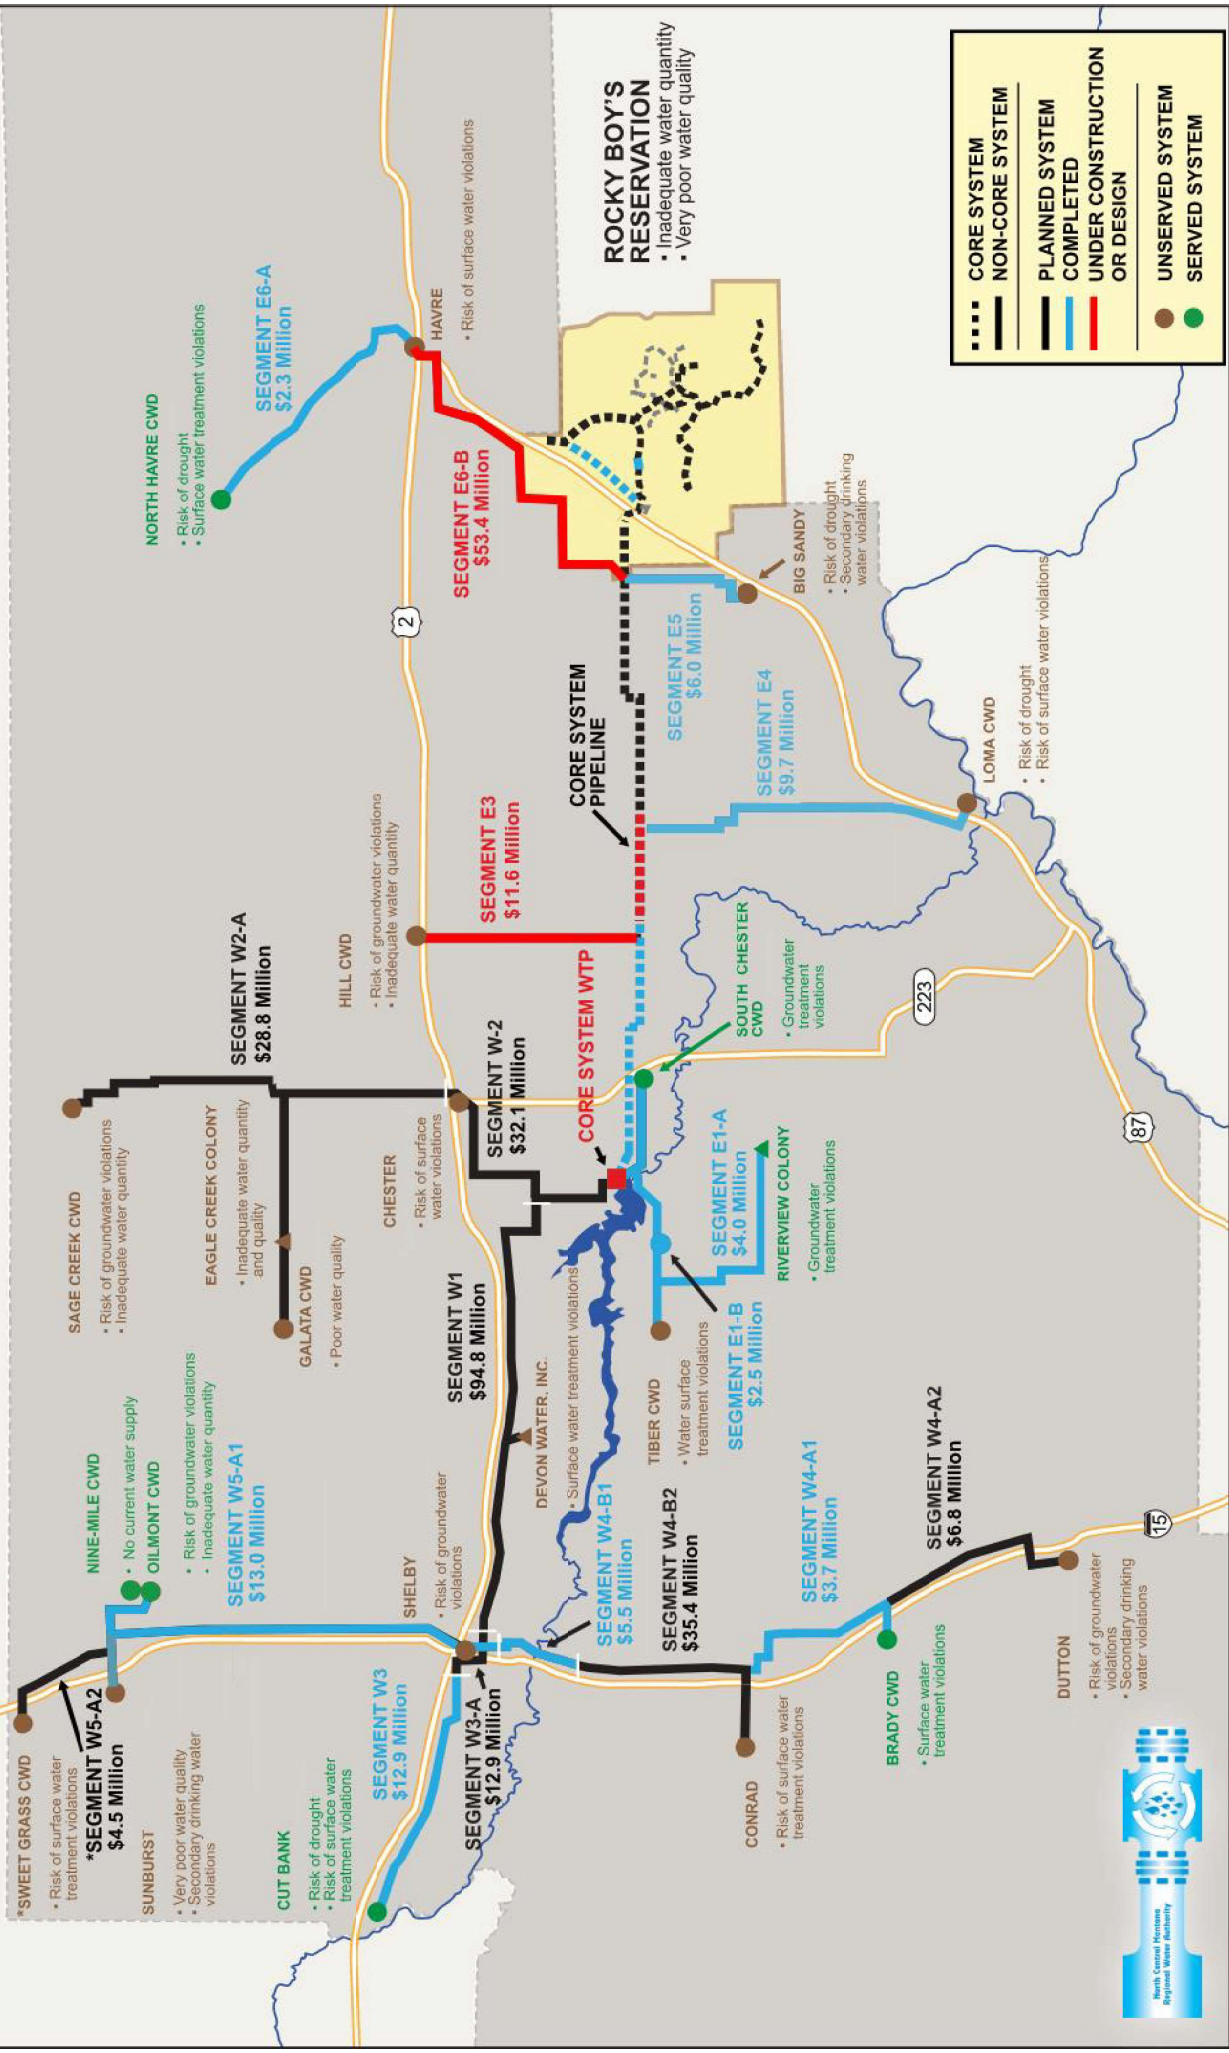 *SWEET GRASS CWD
• Risk of surface water
treatment violations
*SEGMENT W5-A2
$4.5 Million
SUNBURST
• Very poor water quality
• Secondary drinking water
violations
CUT BANK
• Risk of drought
• Risk of surface water
treatment violations
SEGMENT W3
$12.9 Million
SEGMENT W3-A
$12.9 Million
NINE-MILE CWD
• No current water supply
OILMONT CWD
• Risk of groundwater violations
• Inadequate water quantity
SEGMENT W5-A1
$13.0 Million
SHELBY
• Risk of groundwater
violations
SAGE CREEK CWD
• Risk of groundwater violations
• Inadequate water quantity
EAGLE CREEK COLONY
• Inadequate water quantity
and quality
GALATA CWD
• Poor water quality
SEGMENT W2-A
$28.8 Million
CHESTER
• Risk of surface
water violations
SEGMENT W1
$94.8 Million
SEGMENT W-2
$32.1 Million
DEVON WATER. INC.
• Surface water treatment violations
HILL CWD
• Risk of groundwater violations
• Inadequate water quantity
SEGMENT E3
$11.6 Million
2
NORTH HAVRE CWD
• Risk of drought
• Surface water treatment violations
SEGMENT E6-A
$2.3 Million
HAVRE
• Risk of surface water violations
SEGMENT E6-B
$53.4 Million
ROCKY BOY'S
RESERVATION
• Inadequate water quantity
• Very poor water quality
CORE SYSTEM
PIPELINE
CORE SYSTEM WTP
SEGMENT E5
$6.0 Million
SEGMENT E4
$9.7 Million
BIG SANDY
• Risk of drought
• Secondary drinking
water violations
LOMA CWD
• Risk of drought
• Risk of surface water violations
SOUTH CHESTER
CWD
• Groundwater
treatment
violations
223
SEGMENT E1-A
$4.0 Million
RIVERVIEW COLONY
• Groundwater
treatment violations
TIBER CWD
• Water surface
treatment violations
SEGMENT E1-B
$2.5 Million
SEGMENT W4-B1
$5.5 Million
SEGMENT W4-B2
$35.4 Million
SEGMENT W4-A1
$3.7 Million
SEGMENT W4-A2
$6.8 Million
CONRAD
• Risk of surface water
treatment violations
BRADY CWD
• Surface water
treatment violations
DUTTON
• Risk of groundwater
violations
• Secondary drinking
water violations
15
87
North Central Montana
Regional Water Authority
CORE SYSTEM
NON-CORE SYSTEM
PLANNED SYSTEM
COMPLETED
UNDER CONSTRUCTION
OR DESIGN
UNSERVED SYSTEM
SERVED SYSTEM